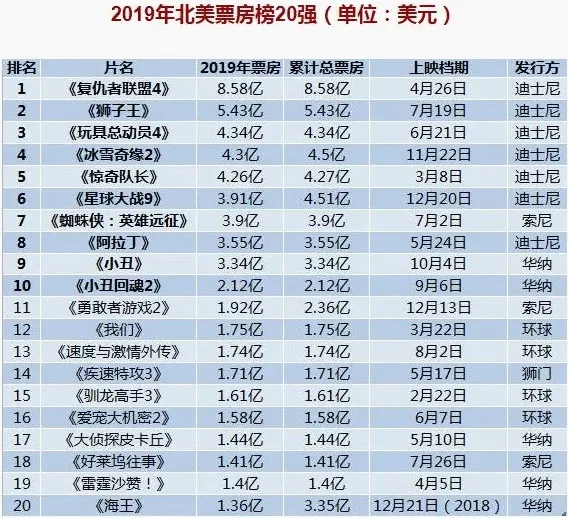 2019年北美票房榜20强（单位：美元）
排名 片名 2019年票房 累计总票房 上映档期 发行方
1 《复仇者联盟4》 8.58亿 8.58亿 4月26日 迪士尼
2 《狮子王》 5.43亿 5.43亿 7月19日 迪士尼
3 《玩具总动员4》 4.34亿 4.34亿 6月21日 迪士尼
4 《冰雪奇缘2》 4.3亿 4.5亿 11月22日 迪士尼
5 《惊奇队长》 4.26亿 4.27亿 3月8日 迪士尼
6 《星球大战9》 3.91亿 4.51亿 12月20日 迪士尼
7 《蜘蛛侠：英雄远征》 3.9亿 3.9亿 7月2日 索尼
8 《阿拉丁》 3.55亿 3.55亿 5月24日 迪士尼
9 《小丑》 3.34亿 3.34亿 10月4日 华纳
10 《小丑回魂2》 2.12亿 2.12亿 9月6日 华纳
11 《勇敢者游戏2》 1.92亿 2.36亿 12月13日 索尼
12 《我们》 1.75亿 1.75亿 3月22日 环球
13 《速度与激情外传》 1.74亿 1.74亿 8月2日 环球
14 《疾速特攻3》 1.71亿 1.71亿 5月17日 狮门
15 《驯龙高手3》 1.61亿 1.61亿 2月22日 环球
16 《爱宠大机密2》 1.58亿 1.58亿 6月7日 环球
17 《大侦探皮卡丘》 1.44亿 1.44亿 5月10日 华纳
18 《好莱坞往事》 1.41亿 1.41亿 7月26日 索尼
19 《雷霆沙赞！》 1.4亿 1.4亿 4月5日 华纳
20 《海王》 1.36亿 3.35亿 12月21日（2018） 华纳